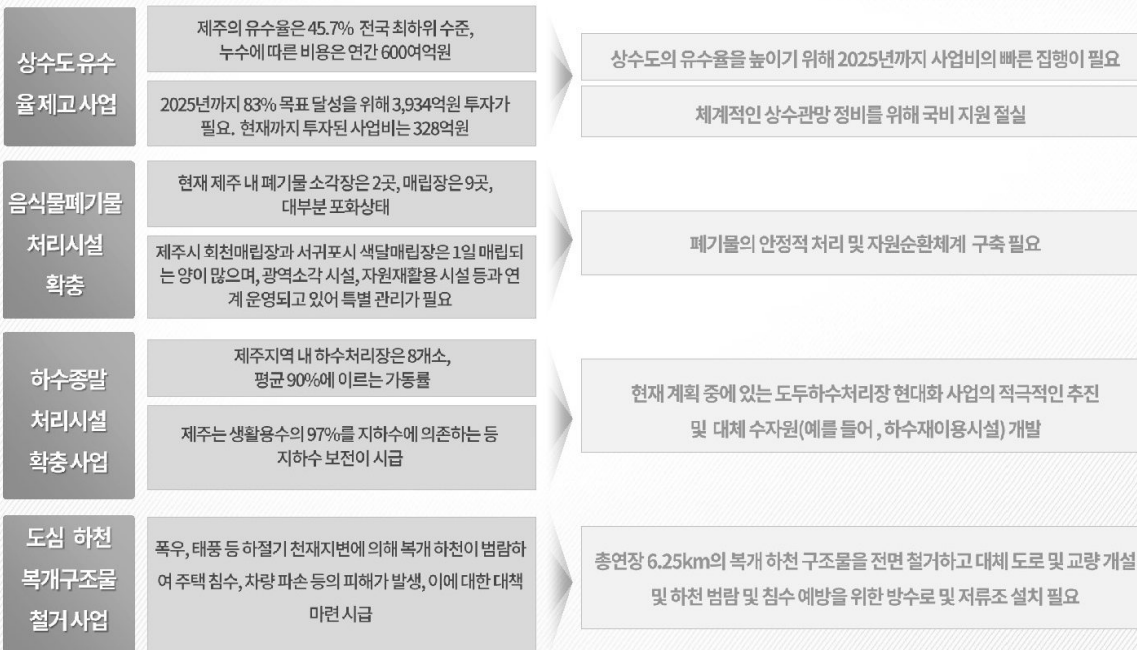 상수도 유수
율 제고 사업
제주의 유수율은 45.7% 전국 최하위 수준,
누수에 따른 비용은 연간 600여억원
2025년까지 83% 목표 달성을 위해 3,934억원 투자가
필요. 현재까지 투자된 사업비는 328억원
상수도의 유수율을 높이기 위해 2025년까지 사업비의 빠른 집행이 필요
체계적인 상수관망 정비를 위해 국비 지원 절실
음식물폐기물
처리시설
확충
현재 제주 내 폐기물 소각장은 2곳, 매립장은 9곳,
대부분 포화상태
제주시 회천매립장과 서귀포시 색달매립장은 1일 매립되
는 양이 많으며, 광역소각 시설, 자원재활용 시설 등과 연
계 운영되고 있어 특별 관리가 필요
폐기물의 안정적 처리 및 자원순환체계 구축 필요
하수종말
처리시설
확충 사업
제주지역 내 하수처리장은 8개소,
평균 90%에 이르는 가동률
제주는 생활용수의 97%를 지하수에 의존하는 등
지하수 보전이 시급
현재 계획 중에 있는 도두하수처리장 현대화 사업의 적극적인 추진
및 대체 수자원(예를 들어 , 하수재이용시설) 개발
도심 하천
복개구조물
철거 사업
폭우, 태풍 등 하절기 천재지변에 의해 복개 하천이 범람하
여 주택 침수, 차량 파손 등의 피해가 발생, 이에 대한 대책
마련 시급
총연장 6.25km의 복개 하천 구조물을 전면 철거하고 대체 도로 및 교량 개설
및 하천 범람 및 침수 예방을 위한 방수로 및 저류조 설치 필요